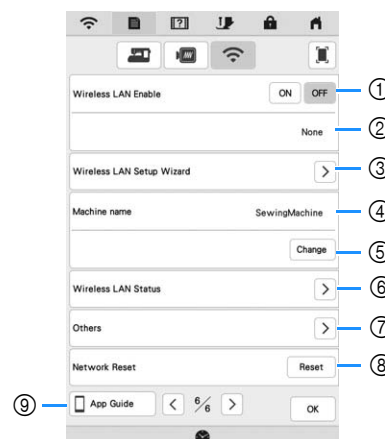 Wireless LAN Enable ON OFF ①
None ②
Wireless LAN Setup Wizard > ③
Machine name SewingMachine ④
Change ⑤
Wireless LAN Status > ⑥
Others > ⑦
Network Reset Reset ⑧
⑨ App Guide < 6/6 > OK